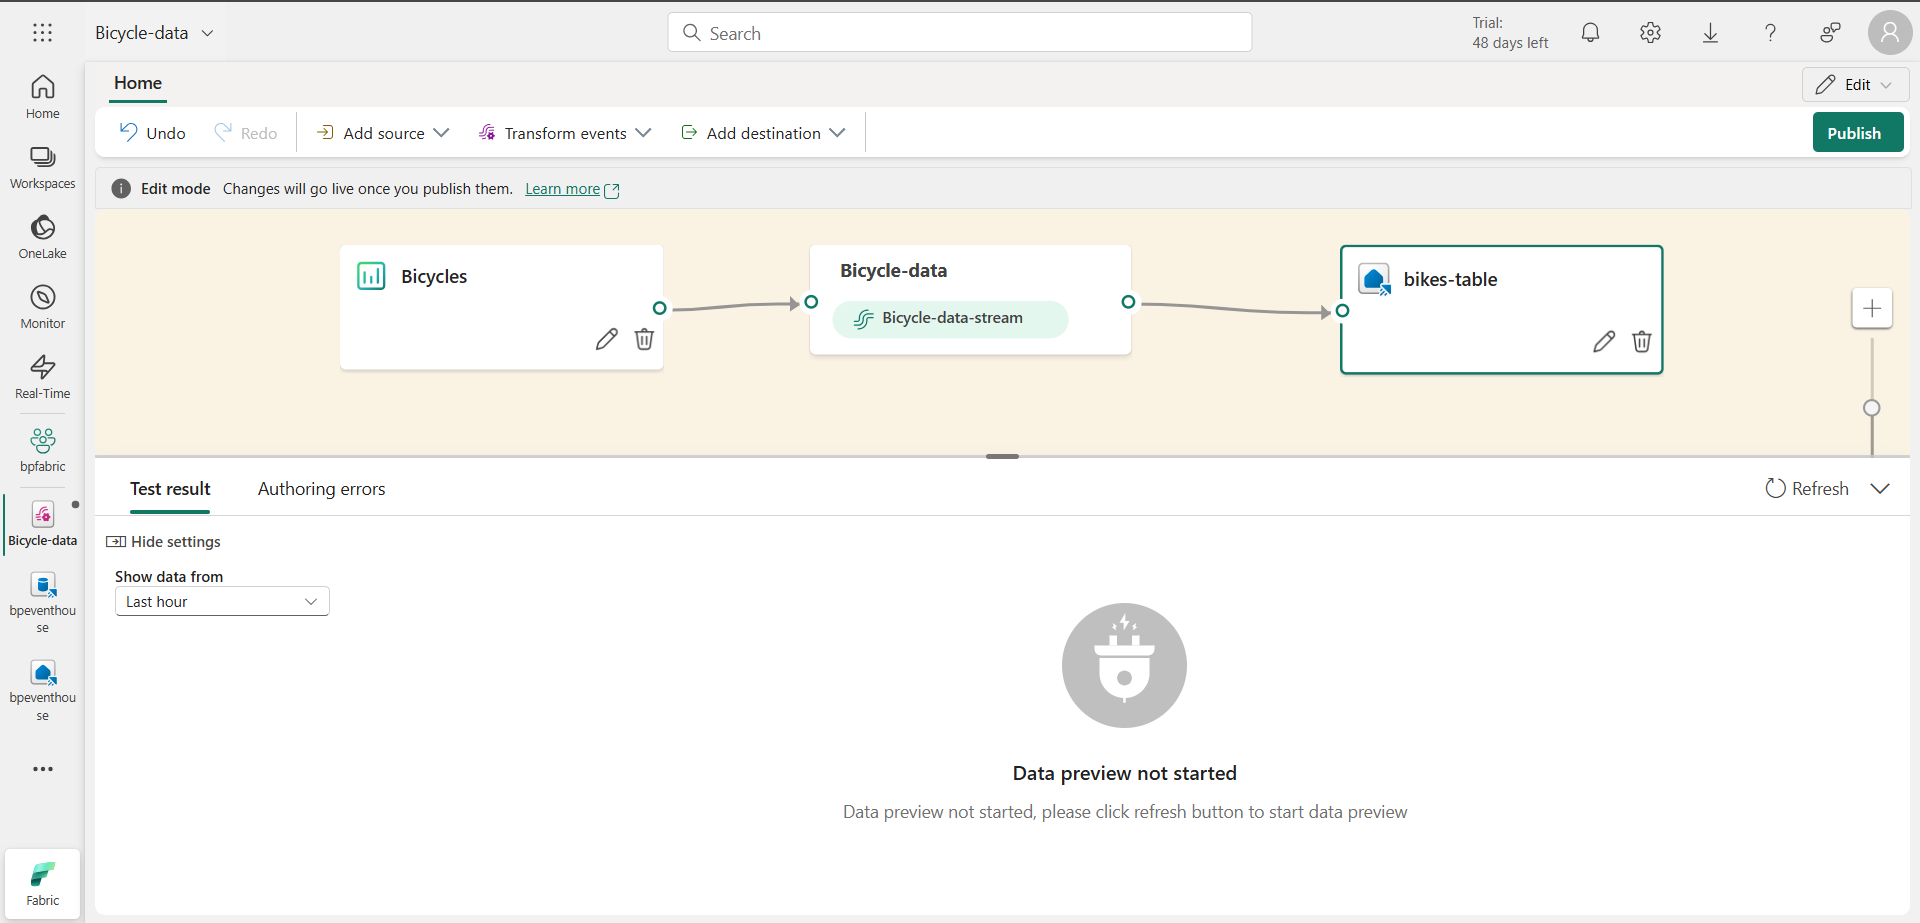 Bicycle-data
Search
Trial:
48 days left
Home
Workspaces
OneLake
Monitor
Real-Time
bpfabric
Bicycle-data
bpeventhou
se
bpeventhou
se
Fabric
Home
Edit
Undo
Redo
Add source
Transform events
Add destination
Publish
Edit mode Changes will go live once you publish them. Learn more
Bicycles
Bicycle-data
Bicycle-data-stream
bikes-table
Test result
Authoring errors
Refresh
Hide settings
Show data from
Last hour
Data preview not started
Data preview not started, please click refresh button to start data preview